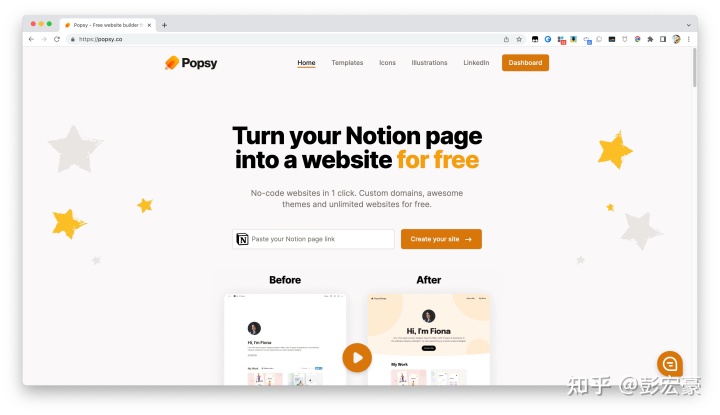 Popsy - Free website builder f
https://popsy.co
Popsy
Home
Templates
Icons
Illustrations
LinkedIn
Dashboard
Turn your Notion page
into a website for free
No-code websites in 1 click. Custom domains, awesome
themes and unlimited websites for free.
Paste your Notion page link
Create your site →
Before
After
Hi, I'm Fiona
My Work
Hi, I'm Fiona
My Work
知乎 @彭宏豪